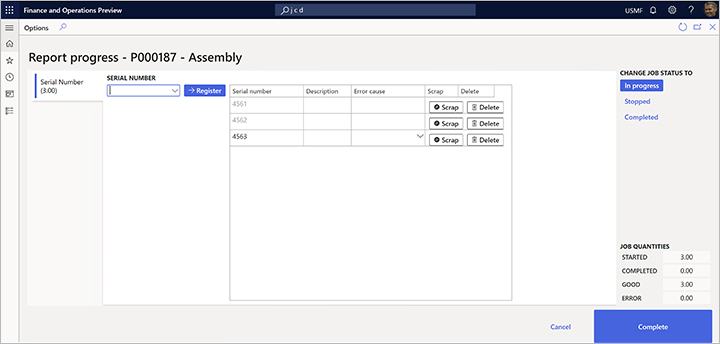 Finance and Operations Preview
jcd
USMF
?
Options
Report progress - P000187 - Assembly
Serial Number
(3.00)
SERIAL NUMBER
→ Register
Serial number Description Error cause Scrap Delete
4561 Scrap Delete
4562 Scrap Delete
4563 Scrap Delete
CHANGE JOB STATUS TO
In progress
Stopped
Completed
JOB QUANTITIES
STARTED 3.00
COMPLETED 0.00
GOOD 3.00
ERROR 0.00
Cancel
Complete